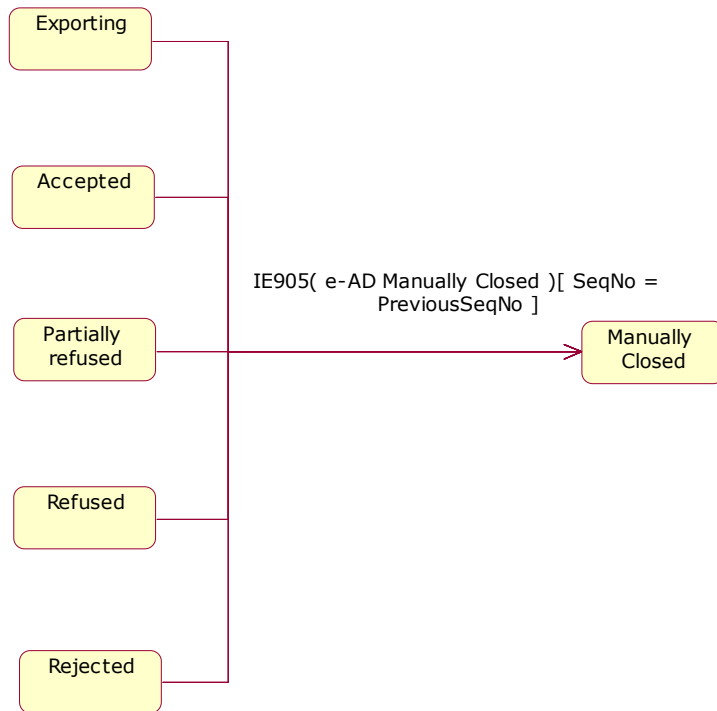 Exporting
Accepted
IE905( e-AD Manually Closed )[ SeqNo =
PreviousSeqNo ]
Partially
refused
Manually
Closed
Refused
Rejected